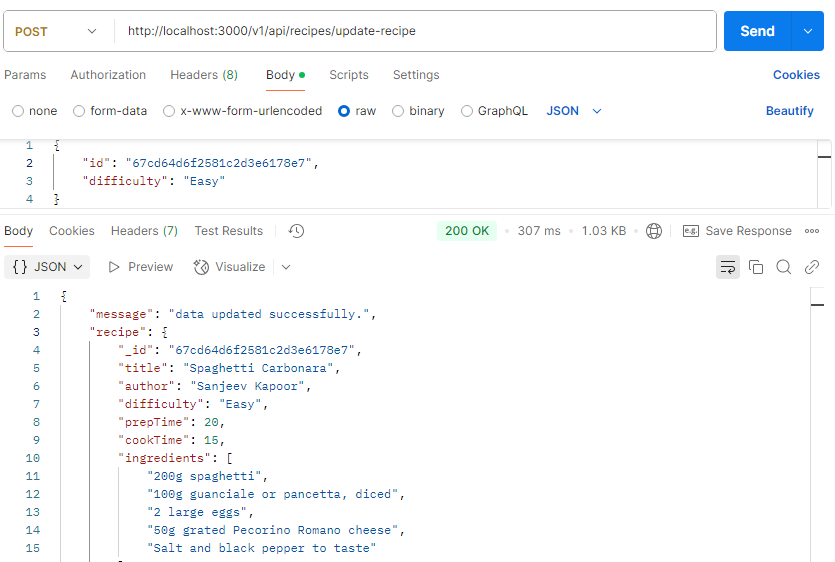 POST http://localhost:3000/v1/api/recipes/update-recipe Send
Params Authorization Headers (8) Body Scripts Settings Cookies
none form-data x-www-form-urlencoded raw binary GraphQL JSON Beautify
1 {
2 "id": "67cd64d6f2581c2d3e6178e7",
3 "difficulty": "Easy"
4 }
Body Cookies Headers (7) Test Results 200 OK • 307 ms • 1.03 KB • e.g. Save Response
{} JSON Preview Visualize
1 {
2 "message": "data updated successfully.",
3 "recipe": {
4 "_id": "67cd64d6f2581c2d3e6178e7",
5 "title": "Spaghetti Carbonara",
6 "author": "Sanjeev Kapoor",
7 "difficulty": "Easy",
8 "prepTime": 20,
9 "cookTime": 15,
10 "ingredients": [
11 "200g spaghetti",
12 "100g guanciale or pancetta, diced",
13 "2 large eggs",
14 "50g grated Pecorino Romano cheese",
15 "Salt and black pepper to taste"